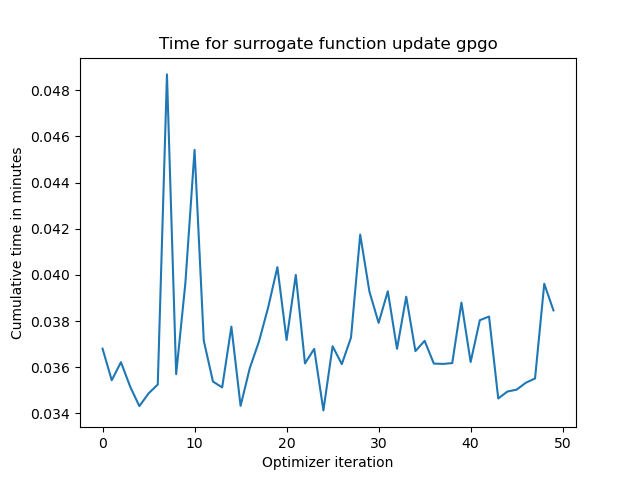 Time for surrogate function update gpgo
Cumulative time in minutes
0.048
0.046
0.044
0.042
0.040
0.038
0.036
0.034
0 10 20 30 40 50
Optimizer iteration